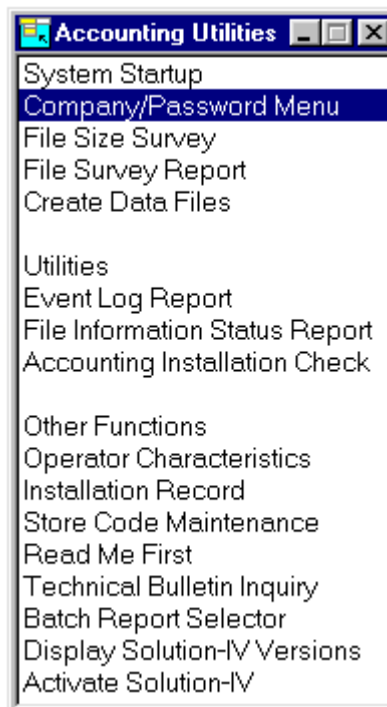 Accounting Utilities
System Startup
Company/Password Menu
File Size Survey
File Survey Report
Create Data Files
Utilities
Event Log Report
File Information Status Report
Accounting Installation Check
Other Functions
Operator Characteristics
Installation Record
Store Code Maintenance
Read Me First
Technical Bulletin Inquiry
Batch Report Selector
Display Solution-IV Versions
Activate Solution-IV